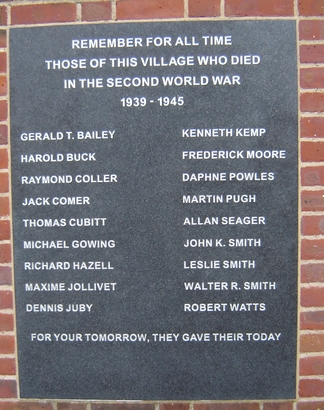 REMEMBER FOR ALL TIME
THOSE OF THIS VILLAGE WHO DIED
IN THE SECOND WORLD WAR
1939 - 1945
GERALD T. BAILEY
HAROLD BUCK
RAYMOND COLLER
JACK COMER
THOMAS CUBITT
MICHAEL GOWING
RICHARD HAZELL
MAXIME JOLLIVET
DENNIS JUBY
KENNETH KEMP
FREDERICK MOORE
DAPHNE POWLES
MARTIN PUGH
ALLAN SEAGER
JOHN K. SMITH
LESLIE SMITH
WALTER R. SMITH
ROBERT WATTS
FOR YOUR TOMORROW, THEY GAVE THEIR TODAY